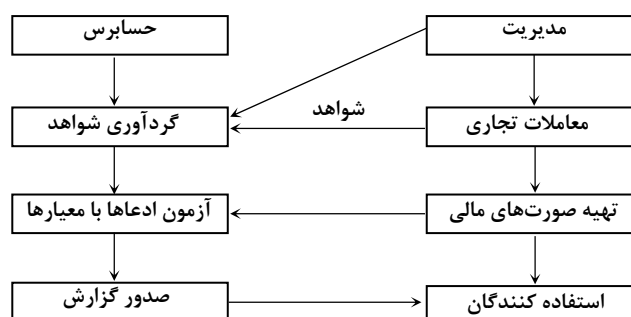 مدیریت
حسابرس
شواهد
معاملات تجاری
گردآوری شواهد
تهیه صورت‌های مالی
آزمون ادعاها با معیارها
استفاده کنندگان
صدور گزارش